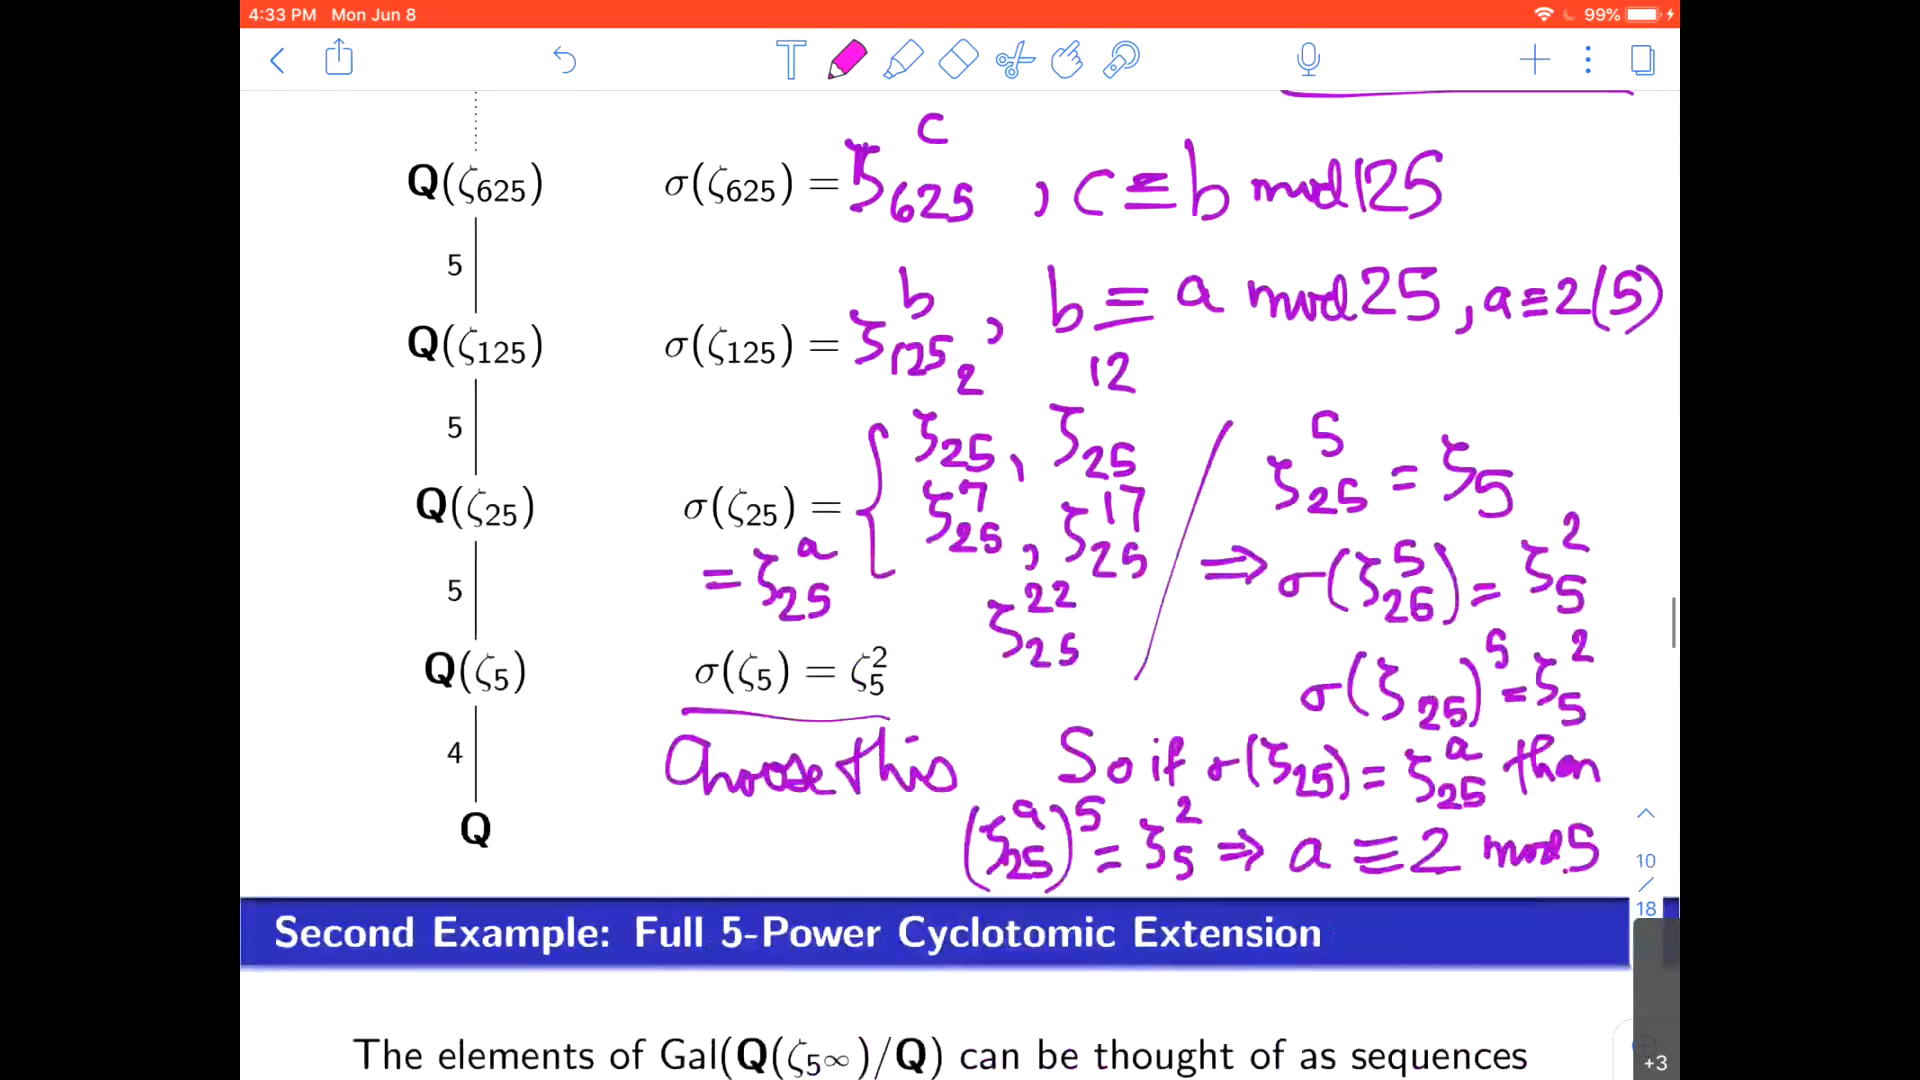 4:33 PM Mon Jun 8 99%
Q(ζ₆₂₅) σ(ζ₆₂₅) = ζ₆₂₅^c , c ≡ b mod 125
5
Q(ζ₁₂₅) σ(ζ₁₂₅) = ζ₁₂₅^b , b ≡ a mod 25, a ≡ 2(5)
5
Q(ζ₂₅) σ(ζ₂₅) = { ζ₂₅^2 , ζ₂₅^12
ζ₂₅^7 , ζ₂₅^17
ζ₂₅^22
= ζ₂₅^a
ζ₂₅^5 = ζ₅
⇒ σ(ζ₂₅^5) = ζ₅^2
σ(ζ₂₅)^5 = ζ₅^2
5
Q(ζ₅) σ(ζ₅) = ζ₅²
Choose this
So if σ(ζ₂₅) = ζ₂₅^a then
(ζ₂₅^a)^5 = ζ₅^2 ⇒ a ≡ 2 mod 5
4
Q
10
/
18
Second Example: Full 5-Power Cyclotomic Extension
The elements of Gal(Q(ζ₅∞)/Q) can be thought of as sequences
+3